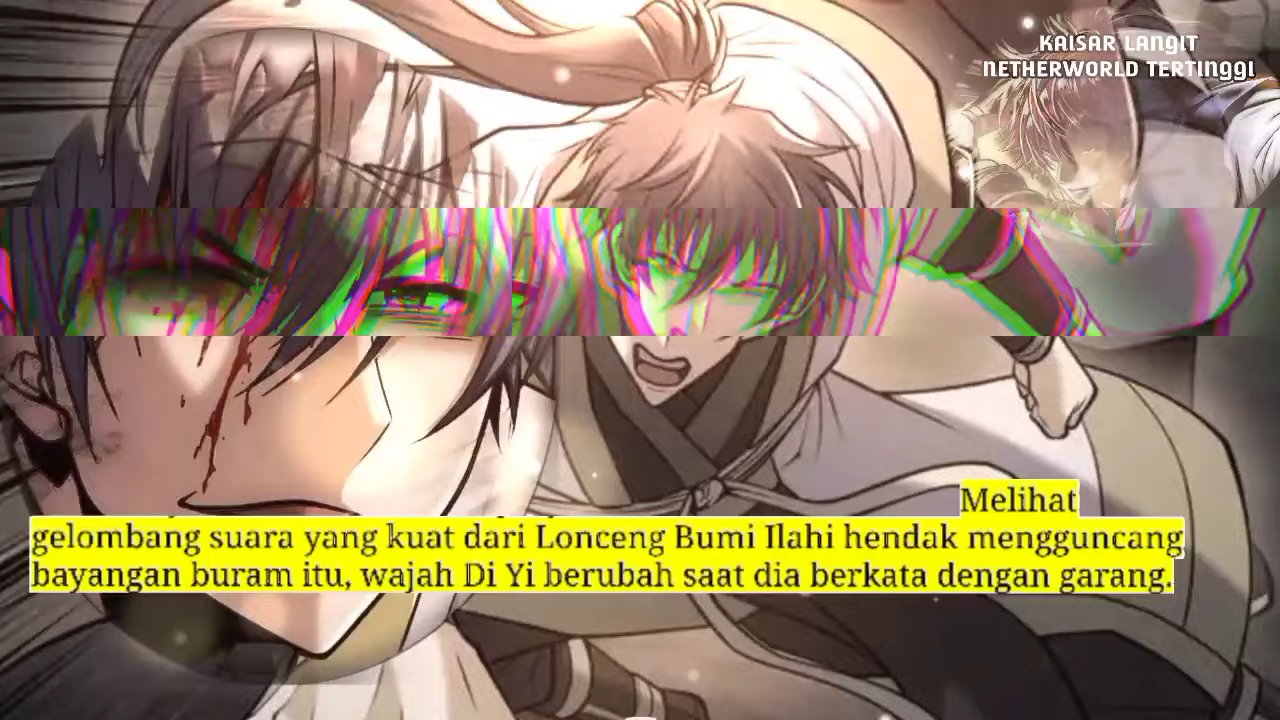 KAISAR LANGIT
NETHERWORLD TERTINGGI
Melihat
gelombang suara yang kuat dari Lonceng Bumi Ilahi hendak mengguncang
bayangan buram itu, wajah Di Yi berubah saat dia berkata dengan garang.